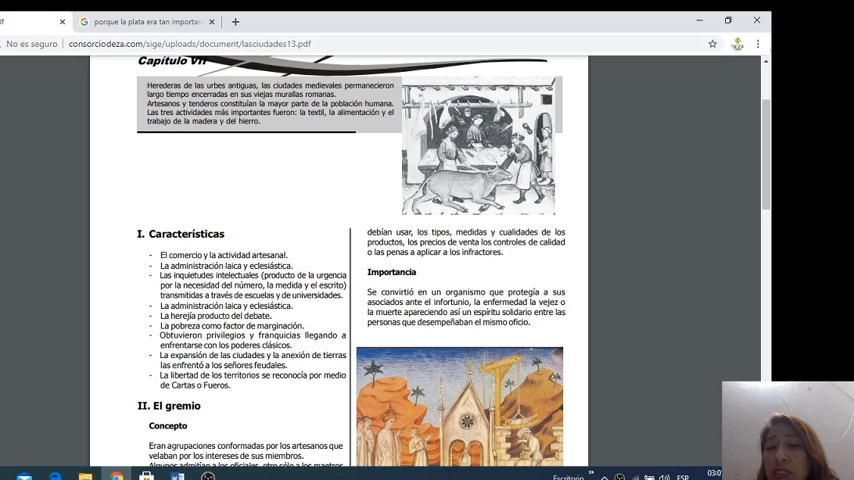 porque la plata era tan importan
No es seguro consorciodeza.com/sige/uploads/document/lasciudades13.pdf
Capítulo VII
Herederas de las urbes antiguas, las ciudades medievales permanecieron
largo tiempo encerradas en sus viejas murallas romanas.
Artesanos y tenderos constituían la mayor parte de la población humana.
Las tres actividades más importantes fueron: la textil, la alimentación y el
trabajo de la madera y del hierro.
I. Características
- El comercio y la actividad artesanal.
- La administración laica y eclesiástica.
- Las inquietudes intelectuales (producto de la urgencia
por la necesidad del número, la medida y el escrito)
transmitidas a través de escuelas y de universidades.
- La administración laica y eclesiástica.
- La herejía producto del debate.
- La pobreza como factor de marginación.
- Obtuvieron privilegios y franquicias llegando a
enfrentarse con los poderes clásicos.
- La expansión de las ciudades y la anexión de tierras
las enfrentó a los señores feudales.
- La libertad de los territorios se reconocía por medio
de Cartas o Fueros.
II. El gremio
Concepto
Eran agrupaciones conformadas por los artesanos que
velaban por los intereses de sus miembros.
Algunos admitían a los oficiales, otro sólo a los maestros
debían usar, los tipos, medidas y cualidades de los
productos, los precios de venta los controles de calidad
o las penas a aplicar a los infractores.
Importancia
Se convirtió en un organismo que protegía a sus
asociados ante el infortunio, la enfermedad la vejez o
la muerte apareciendo así un espíritu solidario entre las
personas que desempeñaban el mismo oficio.
Escritorio
ESP